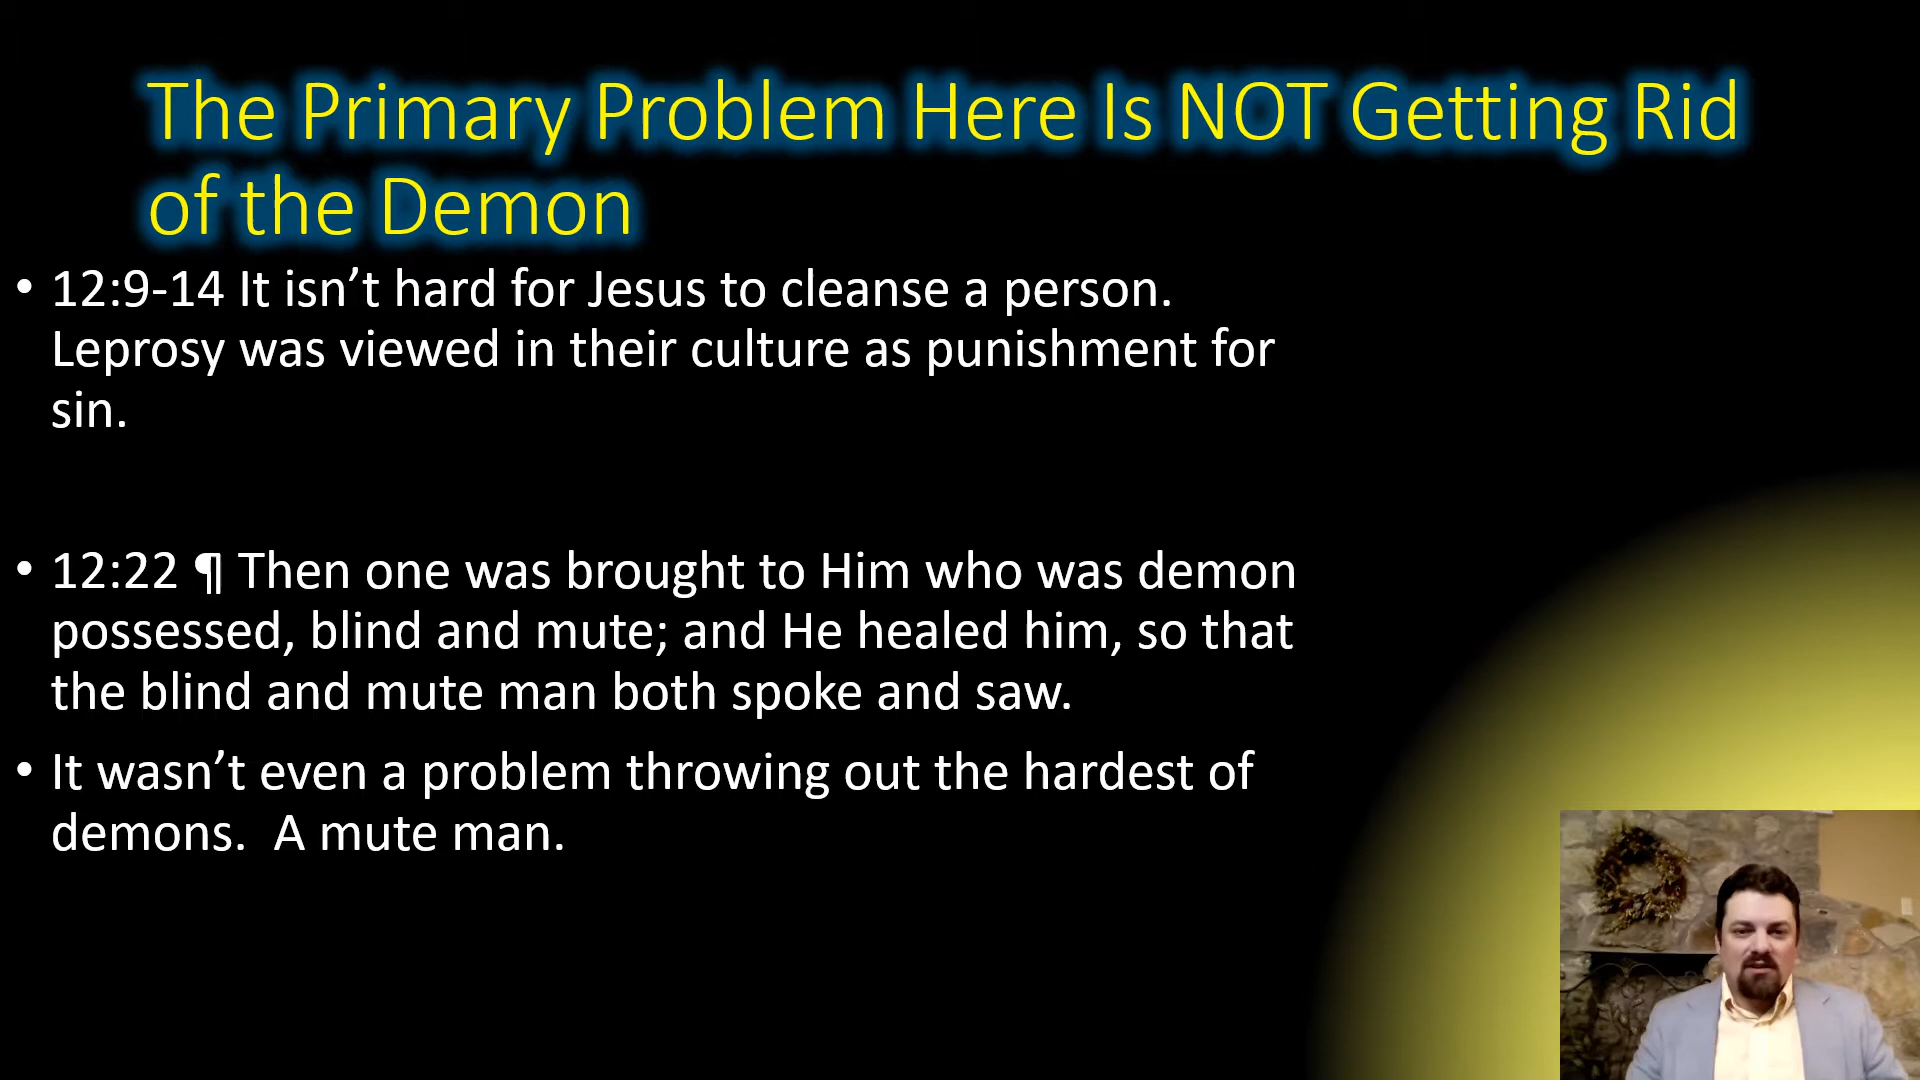 The Primary Problem Here Is NOT Getting Rid
of the Demon
• 12:9-14 It isn’t hard for Jesus to cleanse a person.
Leprosy was viewed in their culture as punishment for
sin.
• 12:22 ¶ Then one was brought to Him who was demon
possessed, blind and mute; and He healed him, so that
the blind and mute man both spoke and saw.
• It wasn’t even a problem throwing out the hardest of
demons.  A mute man.